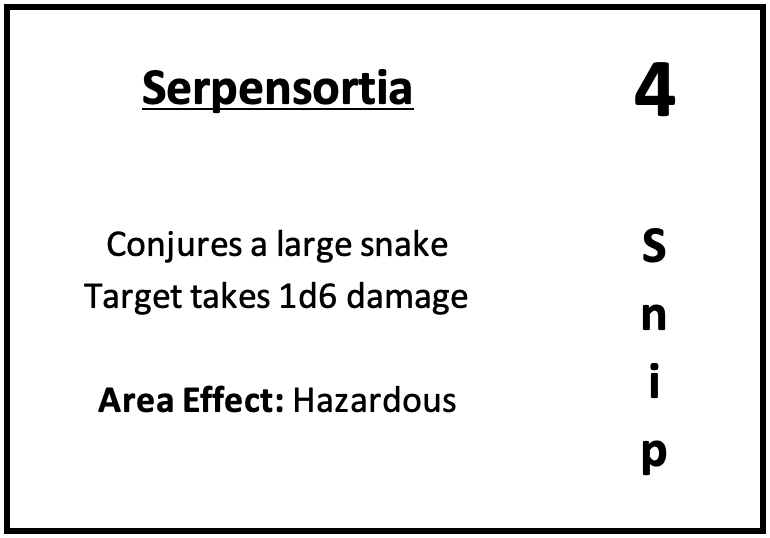 Serpensortia
4
Conjures a large snake
Target takes 1d6 damage
Area Effect: Hazardous
S
n
i
p